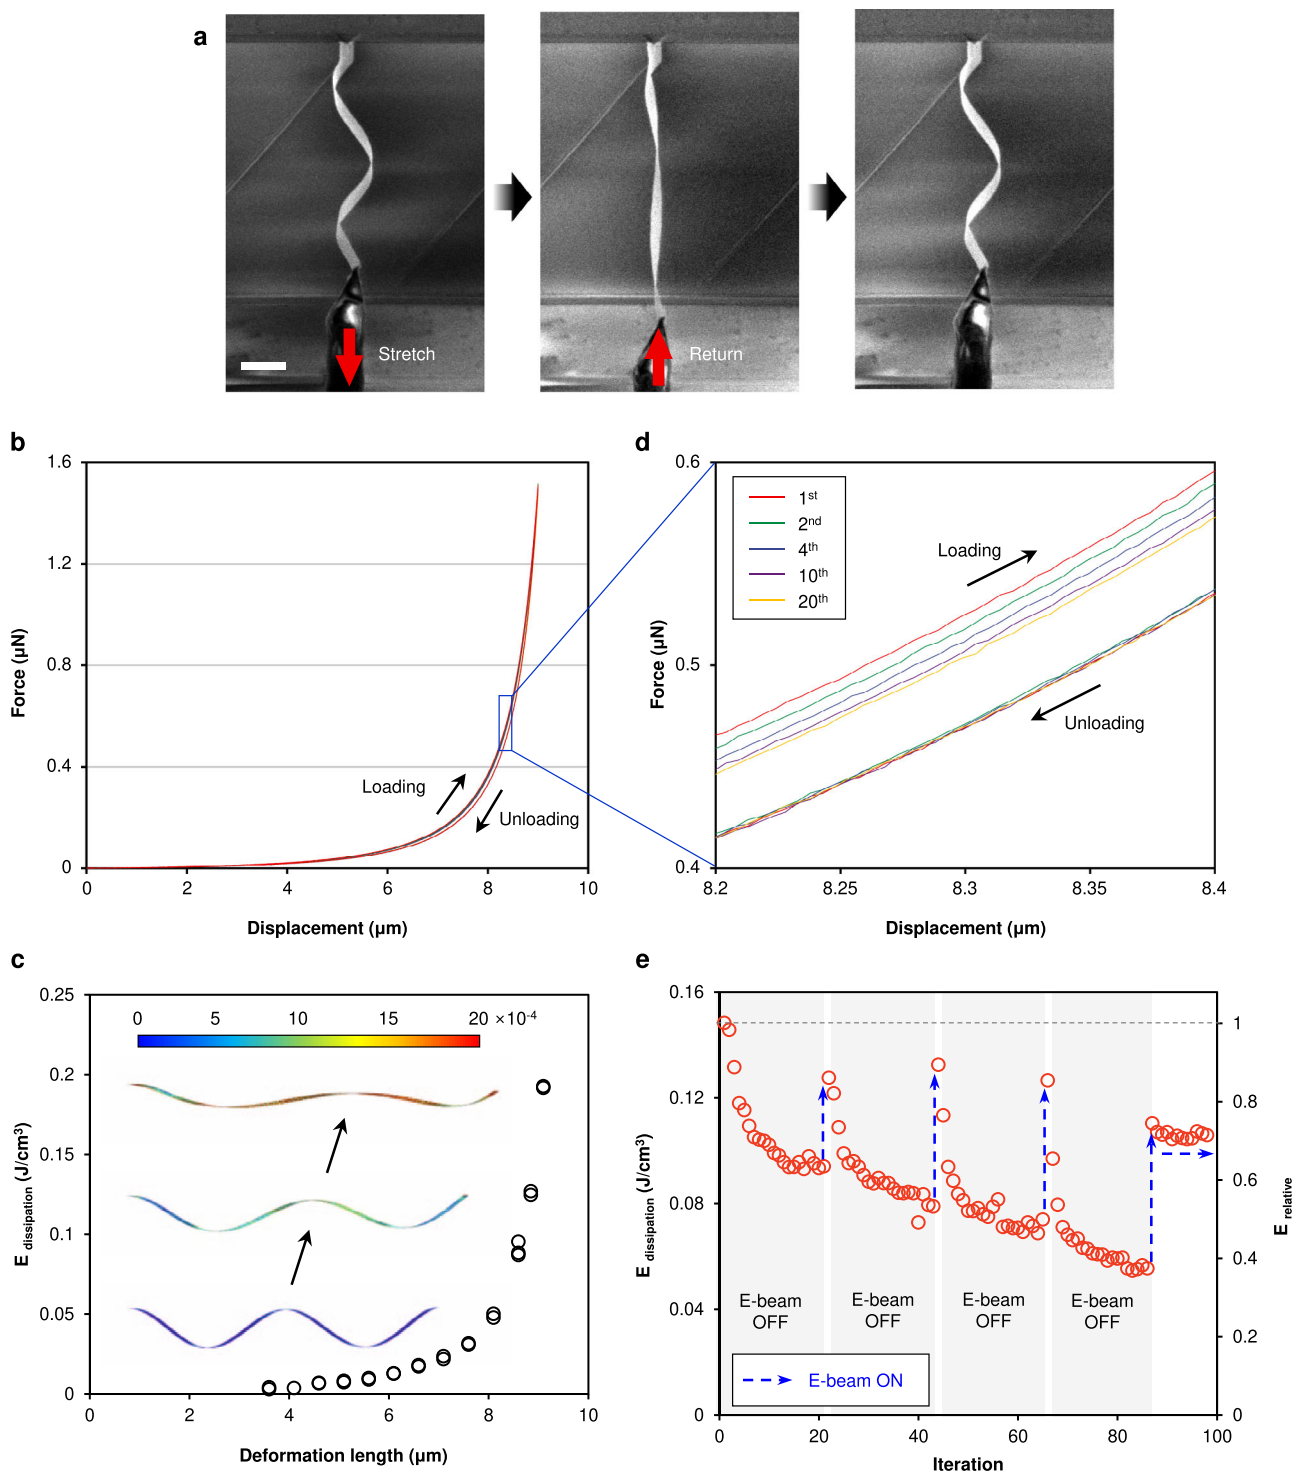 a
Stretch
Return
b
1.6
1.2
0.8
0.4
0
Force (µN)
Loading
Unloading
0
2
4
6
8
10
Displacement (µm)
d
0.6
0.5
0.4
Force (µN)
1st
2nd
4th
10th
20th
Loading
Unloading
8.2
8.25
8.3
8.35
8.4
Displacement (µm)
c
0.25
0.2
0.15
0.1
0.05
0
E dissipation (J/cm³)
0
5
10
15
20 ×10-4
0
2
4
6
8
10
Deformation length (µm)
e
0.16
0.12
0.08
0.04
0
E dissipation (J/cm³)
E-beam
OFF
E-beam
OFF
E-beam
OFF
E-beam
OFF
E-beam ON
1
0.8
0.6
0.4
0.2
0
E relative
0
20
40
60
80
100
Iteration